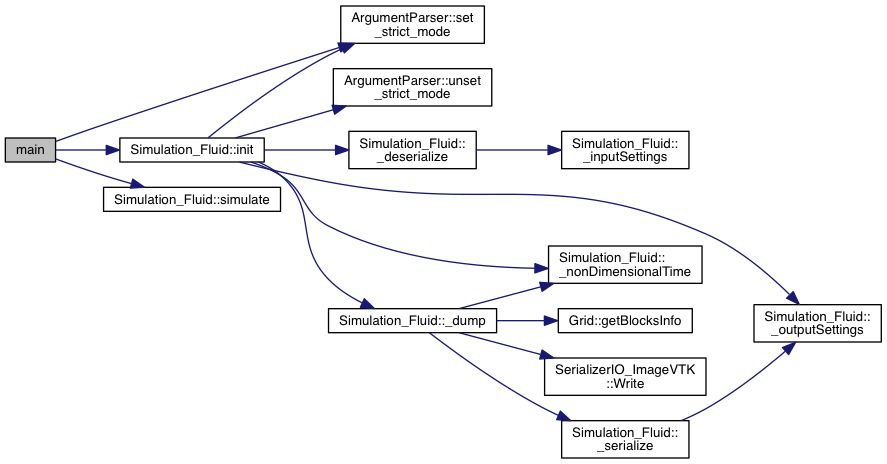 ArgumentParser::set
_strict_mode
ArgumentParser::unset
_strict_mode
main
Simulation_Fluid::init
Simulation_Fluid::
_deserialize
Simulation_Fluid::
_inputSettings
Simulation_Fluid::simulate
Simulation_Fluid::
_nonDimensionalTime
Simulation_Fluid::_dump
Grid::getBlocksInfo
Simulation_Fluid::
_outputSettings
SerializerIO_ImageVTK
::Write
Simulation_Fluid::
_serialize